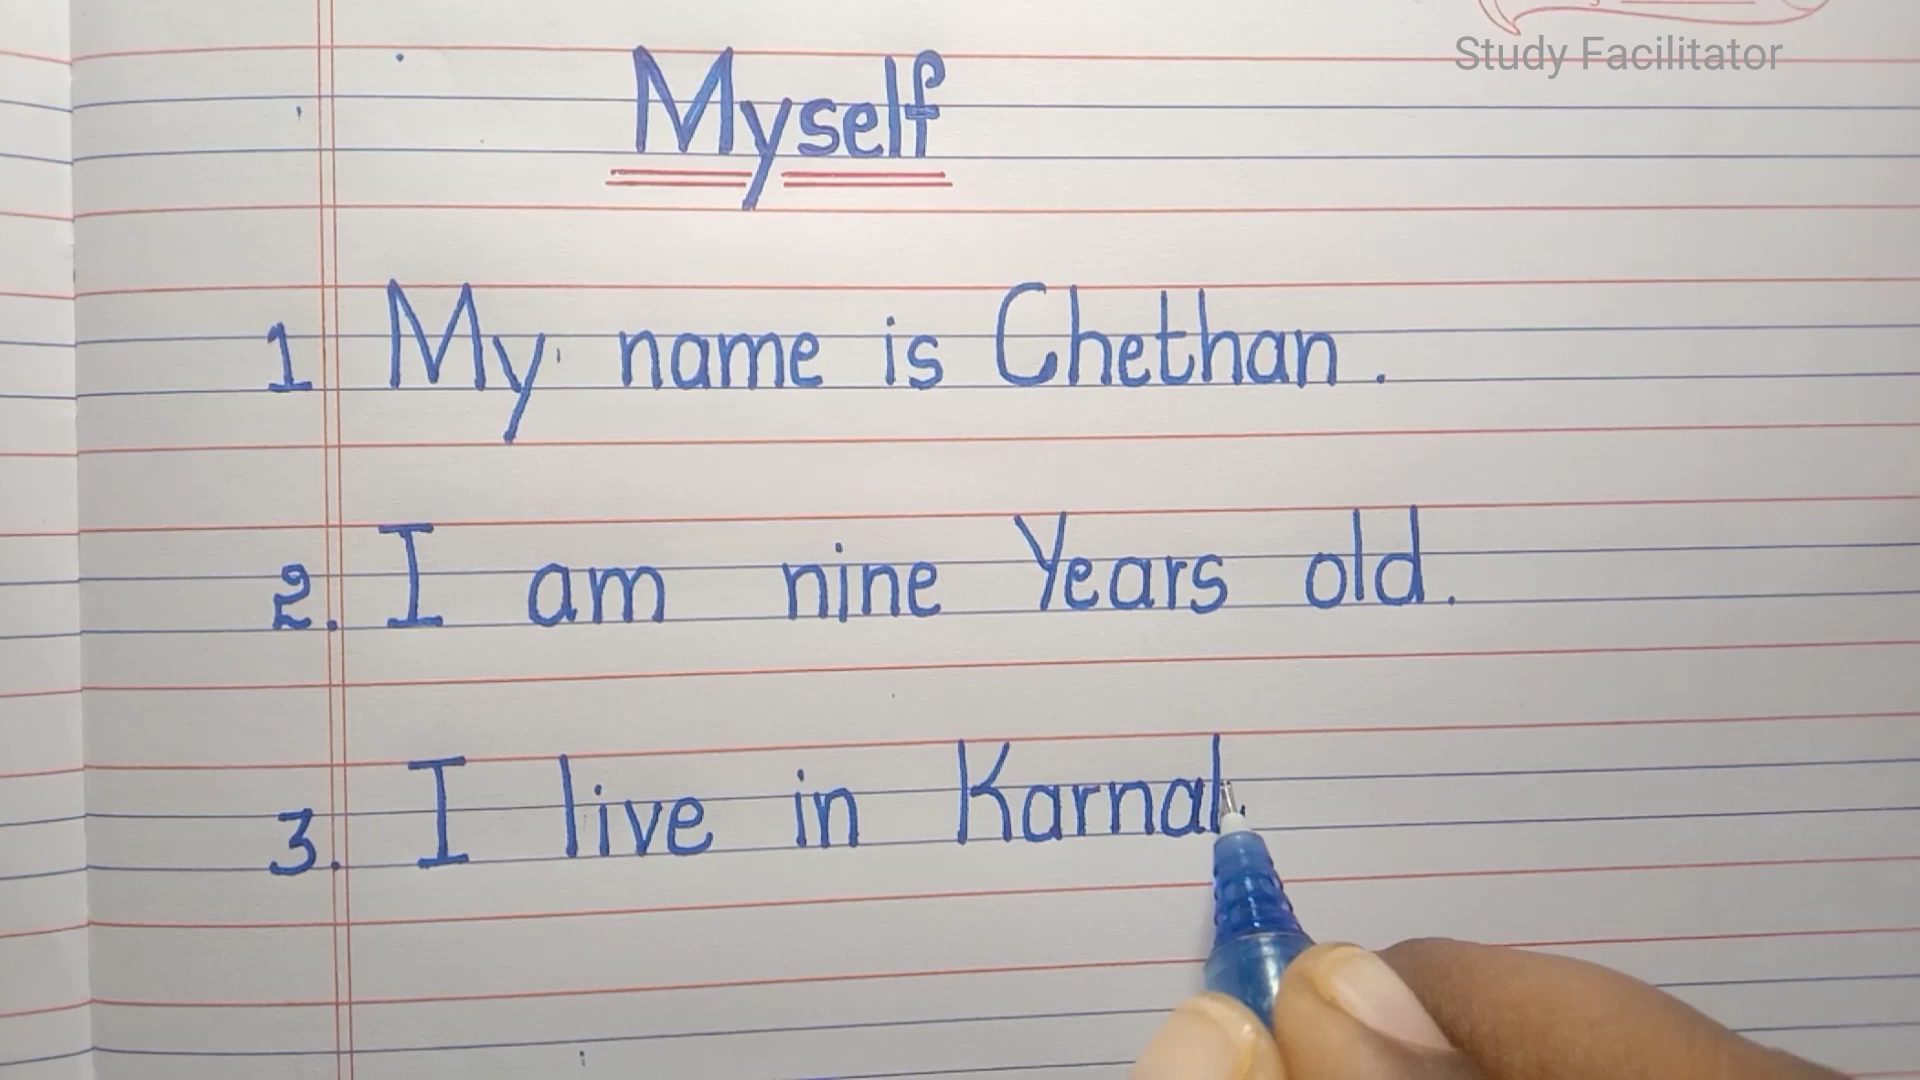 Study Facilitator
Myself
1 My name is Chethan.
2. I am nine Years old.
3. I live in Karnal